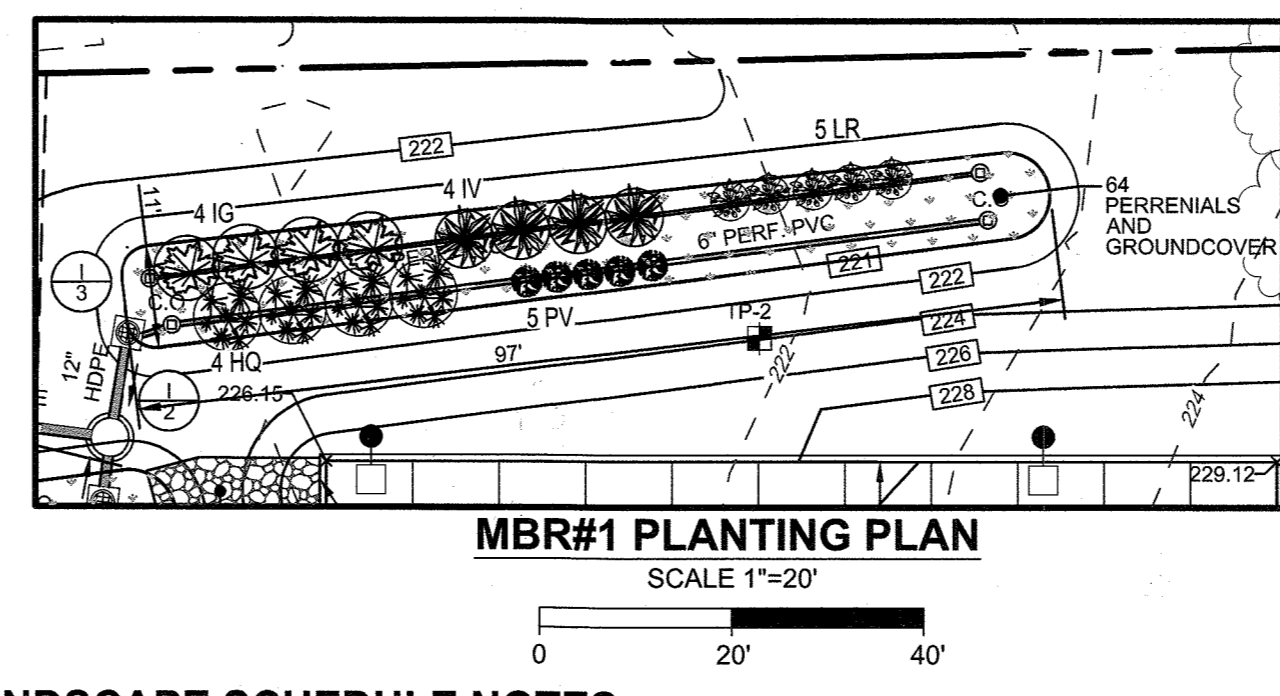 222
5 LR
4 IV
4 IG
11'
64
PERRENIALS
AND
GROUNDCOVER
C.
6" PERF. PVC
221
222
I
3
C.O
TP-2
5 PV
224
12"
HDPE
4 HQ
97'
222
226
226.15
I
2
228
224
E
229.12
MBR#1 PLANTING PLAN
SCALE 1"=20'
0
20'
40'